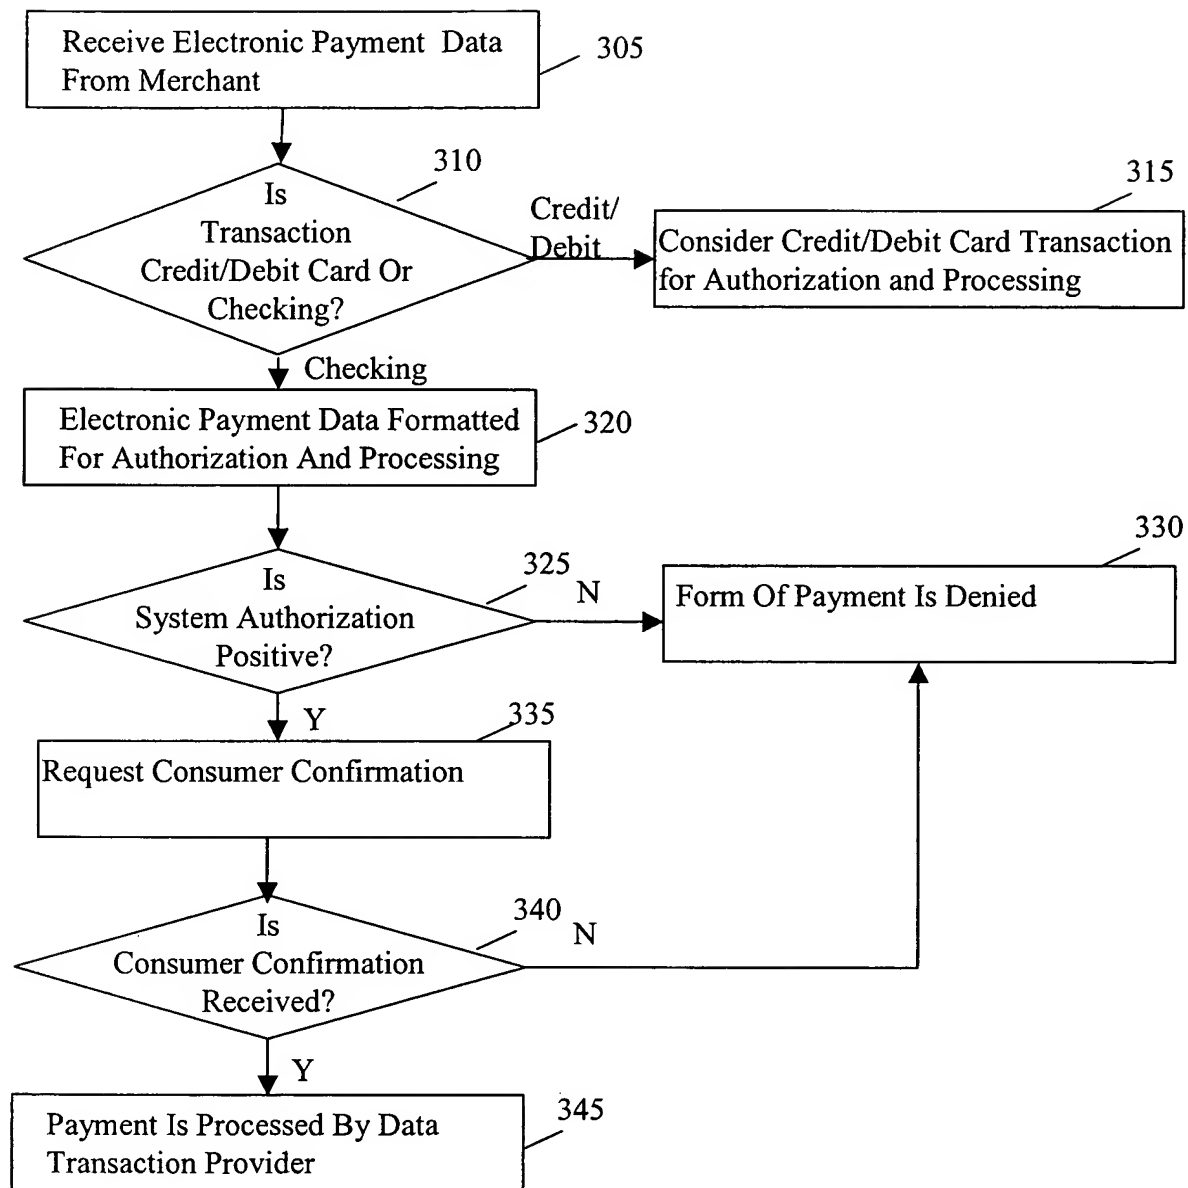 Receive Electronic Payment Data
From Merchant
305
310
Is
Transaction
Credit/Debit Card Or
Checking?
Credit/
Debit
315
Consider Credit/Debit Card Transaction
for Authorization and Processing
Checking
Electronic Payment Data Formatted
For Authorization And Processing
320
325
Is
System Authorization
Positive?
N
330
Form Of Payment Is Denied
Y
335
Request Consumer Confirmation
340
Is
Consumer Confirmation
Received?
N
Y
345
Payment Is Processed By Data
Transaction Provider